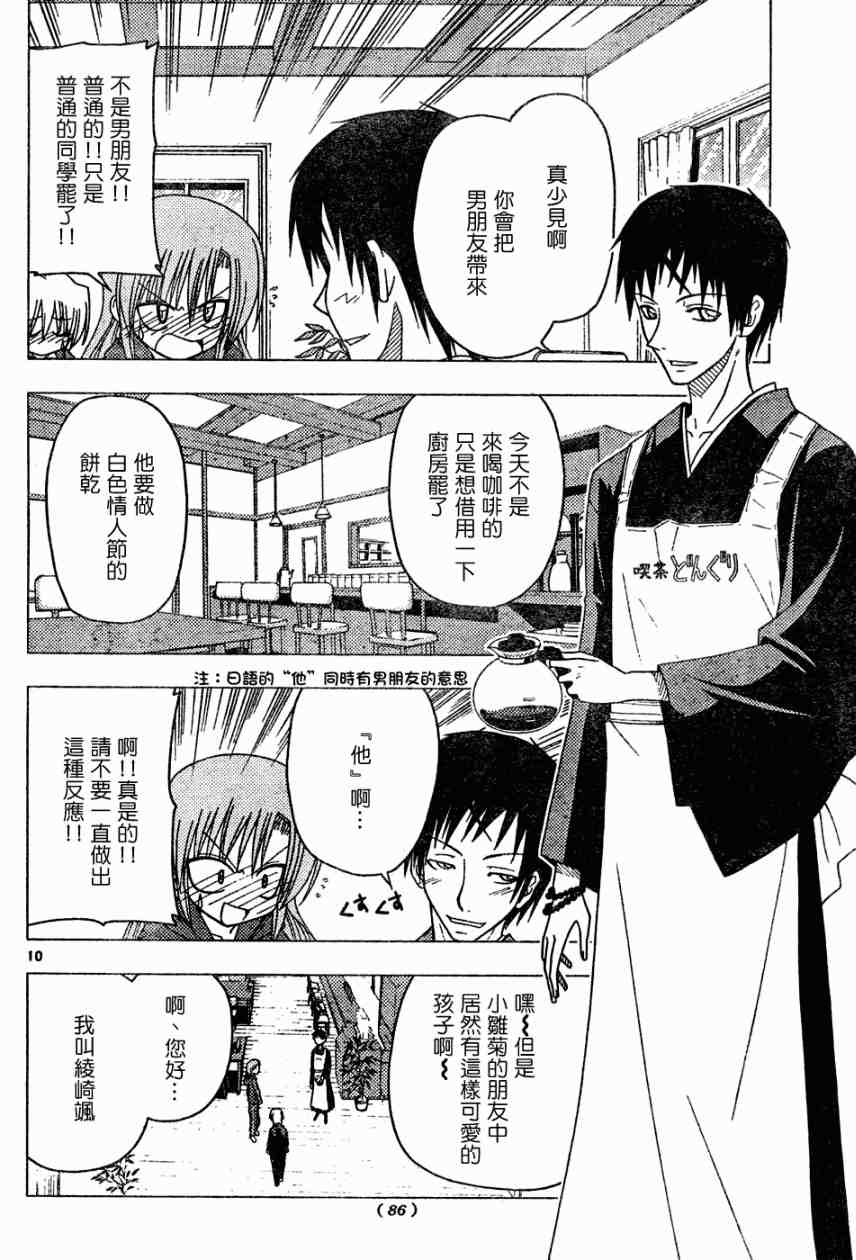 真少見啊
你會把
男朋友帶來
不是男朋友!!
普通的!!只是
普通的同學罷了!!
今天不是
來喝咖啡的
只是想借用一下
廚房罷了
他要做
白色情人節的
餅乾
喫茶どんぐり
注：日語的“他”同時有男朋友的意思
『他』啊…
くすくす
啊!!真是的!!
請不要一直做出
這種反應!!
10
嘿~但是
小雛菊的朋友中
居然有這樣可愛的
孩子啊~
啊、您好…
我叫綾崎颯
(86)